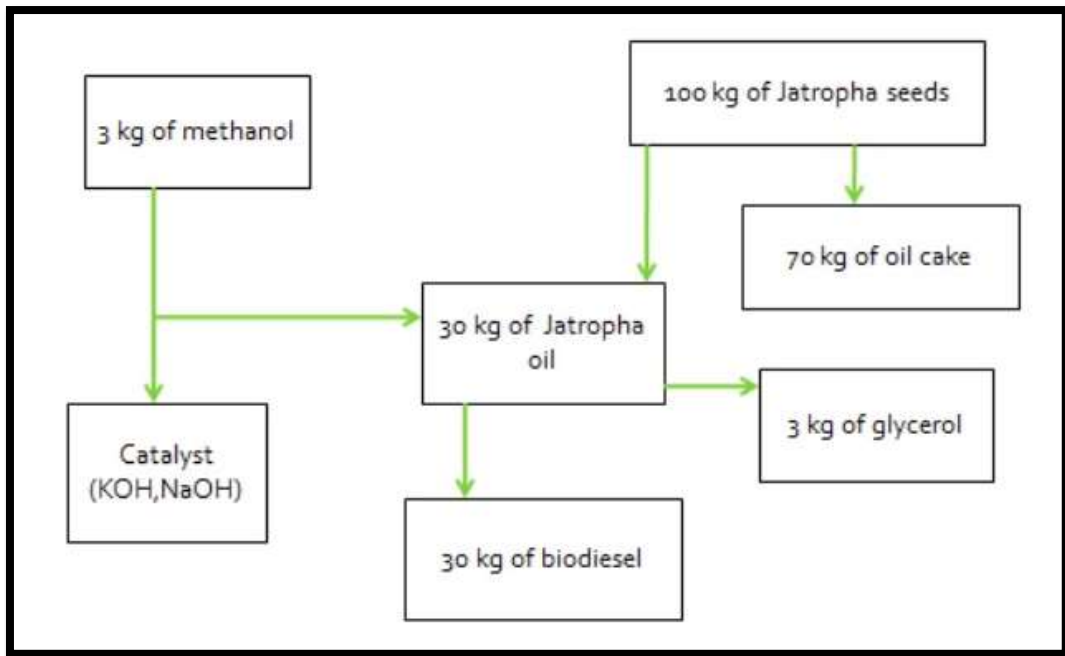 3 kg of methanol
100 kg of Jatropha seeds
70 kg of oil cake
30 kg of Jatropha
oil
3 kg of glycerol
Catalyst
(KOH,NaOH)
30 kg of biodiesel